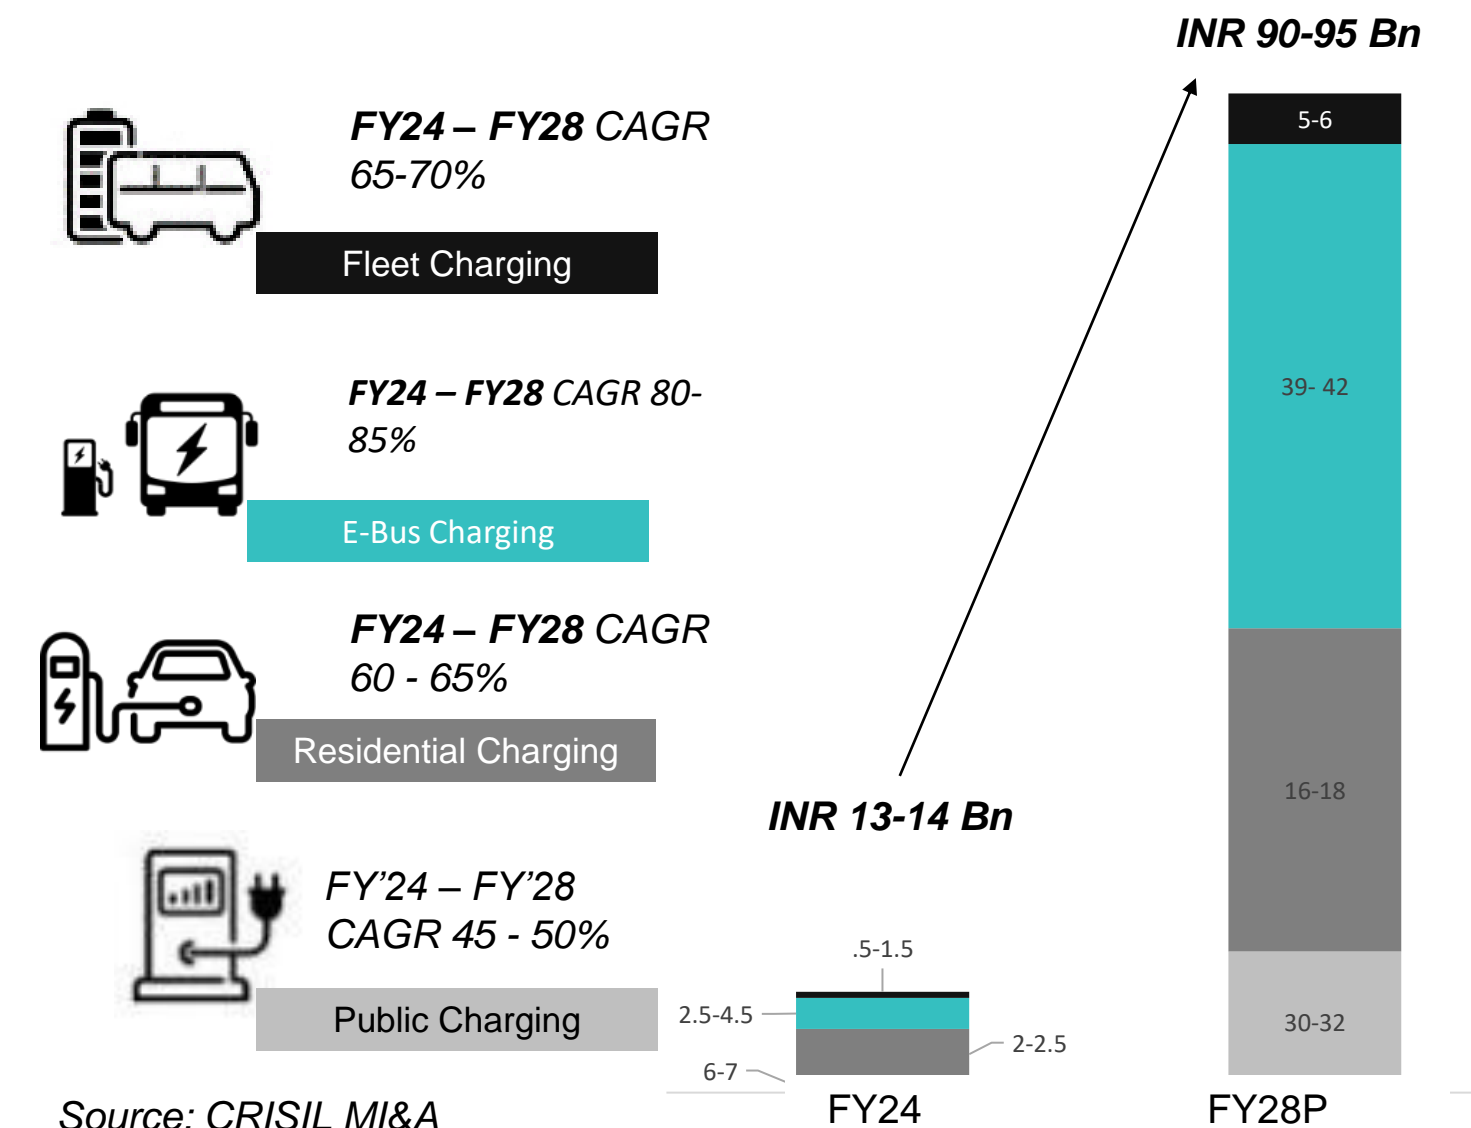 INR 90-95 Bn
FY24 – FY28 CAGR
65-70%
Fleet Charging
FY24 – FY28 CAGR 80-
85%
E-Bus Charging
FY24 – FY28 CAGR
60 - 65%
Residential Charging
FY’24 – FY’28
CAGR 45 - 50%
Public Charging
Source: CRISIL MI&A
INR 13-14 Bn
.5-1.5
2.5-4.5
2-2.5
6-7
FY24
5-6
39- 42
16-18
30-32
FY28P